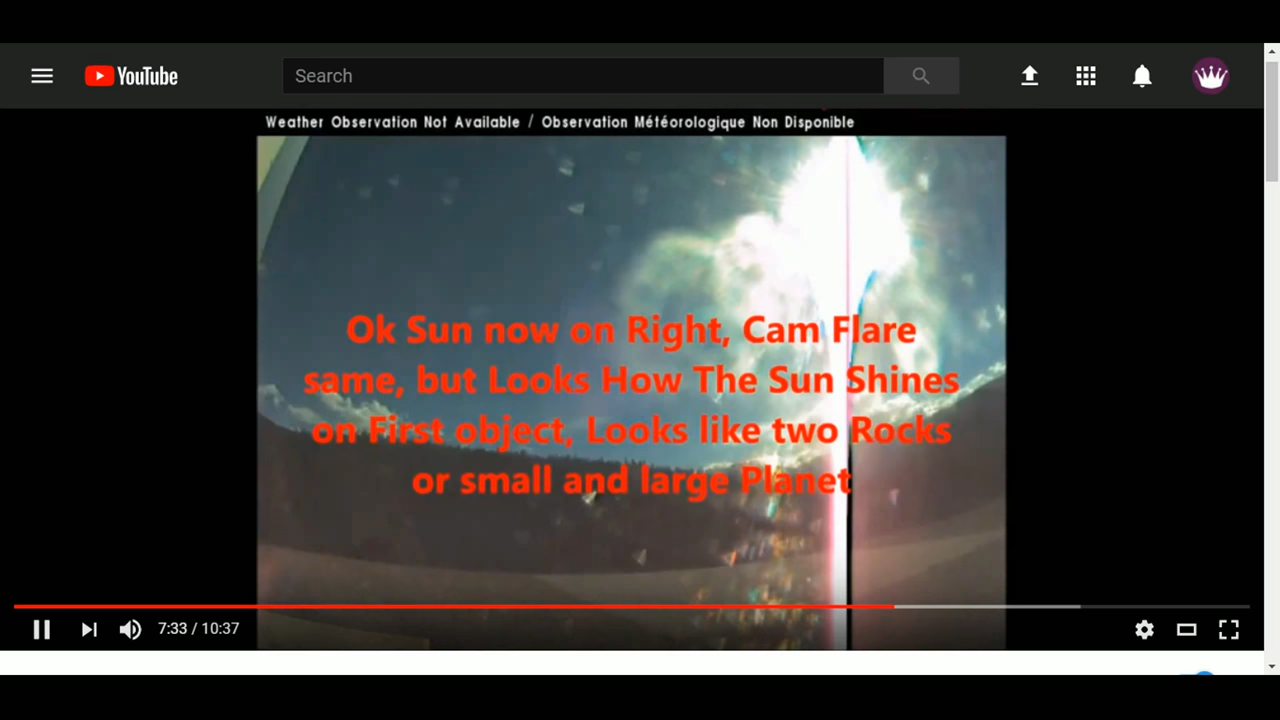 YouTube
Search
Weather Observation Not Available / Observation Météorologique Non Disponible
Ok Sun now on Right, Cam Flare
same, but Looks How The Sun Shines
on First object, Looks like two Rocks
or small and large Planet
7:33 / 10:37